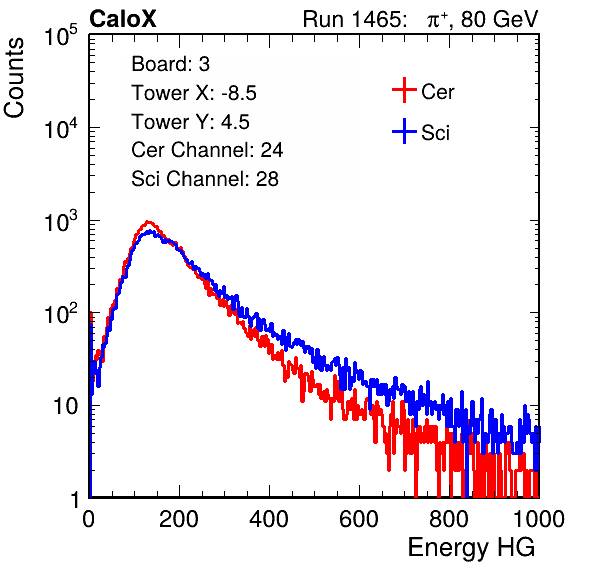 CaloX Run 1465: π⁺, 80 GeV
Counts
Board: 3
Tower X: -8.5
Tower Y: 4.5
Cer Channel: 24
Sci Channel: 28
Cer
Sci
10⁵
10⁴
10³
10²
10
1
0 200 400 600 800 1000
Energy HG